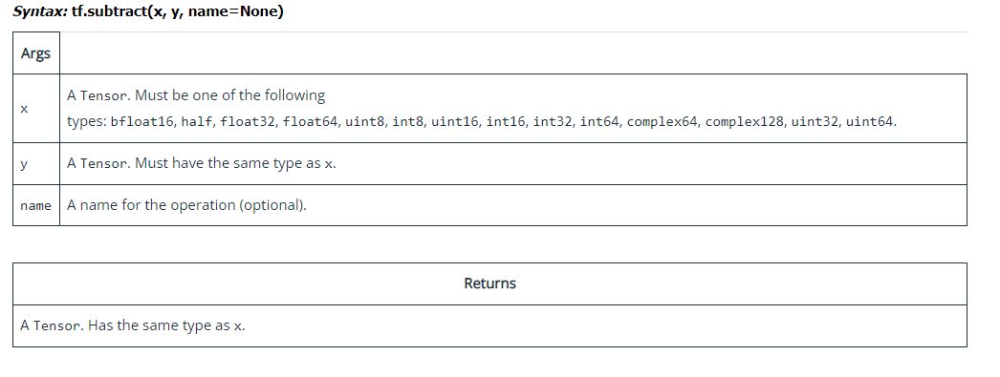 Syntax: tf.subtract(x, y, name=None)
Args
x
A Tensor. Must be one of the following
types: bfloat16, half, float32, float64, uint8, int8, uint16, int16, int32, int64, complex64, complex128, uint32, uint64.
y
A Tensor. Must have the same type as x.
name
A name for the operation (optional).
Returns
A Tensor. Has the same type as x.